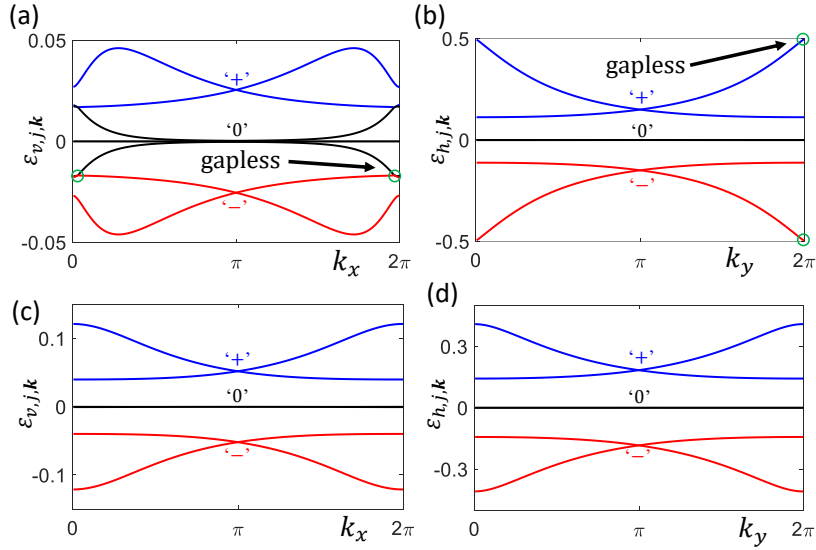 (a)
0.05
0
-0.05
ε_{v,j,k}
'+'
'0'
gapless
'−'
0
π
2π
k_x
(b)
0.5
0
-0.5
ε_{h,j,k}
gapless
'+'
'0'
'−'
0
π
2π
k_y
(c)
0.1
0
-0.1
ε_{v,j,k}
'+'
'0'
'−'
0
π
2π
k_x
(d)
0.3
0
-0.3
ε_{h,j,k}
'+'
'0'
'−'
0
π
2π
k_y